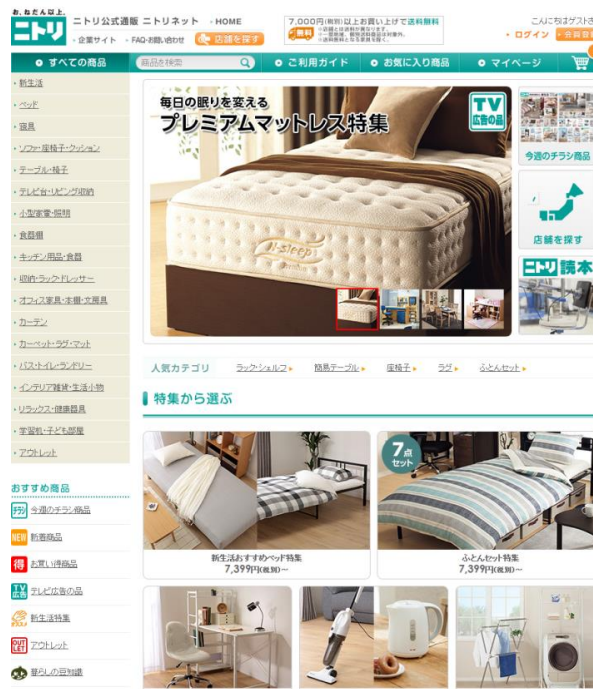 お、ねだん以上。
ニトリ
ニトリ公式通販 ニトリネット
HOME
企業サイト
FAQ・お問い合わせ
店舗を探す
7,000円(税別)以上お買い上げで送料無料
こんにちはゲストさ
ログイン
会員登
すべての商品
商品を検索
ご利用ガイド
お気に入り商品
マイページ
新生活
ベッド
寝具
ソファ・座椅子・クッション
テーブル・椅子
テレビ台・リビング収納
小型家電・照明
食器棚
キッチン用品・食器
収納・ラック・ドレッサー
オフィス家具・本棚・文房具
カーテン
カーペット・ラグ・マット
バス・トイレ・ランドリー
インテリア雑貨・生活小物
リラックス・健康器具
学習机・子ども部屋
アウトレット
おすすめ商品
チラシ 今週のチラシ商品
NEW 新着商品
得 お買い得商品
TV広告 テレビ広告の品
新生活特集
OUTLET アウトレット
暮らしの豆知識
毎日の眠りを変える
プレミアムマットレス特集
TV
広告の品
N-sleep
今週のチラシ商品
店舗を探す
ニトリ読本
人気カテゴリ
ラック・シェルフ
簡易テーブル
座椅子
ラグ
ふとんセット
特集から選ぶ
新生活おすすめベッド特集
7,399円(税別)～
7点
セット
ふとんセット特集
7,399円(税別)～